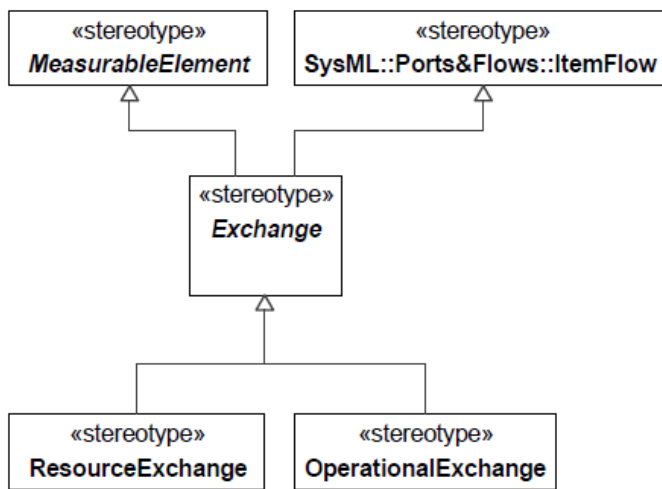 «stereotype»
MeasurableElement
«stereotype»
SysML::Ports&Flows::ItemFlow
«stereotype»
Exchange
«stereotype»
ResourceExchange
«stereotype»
OperationalExchange